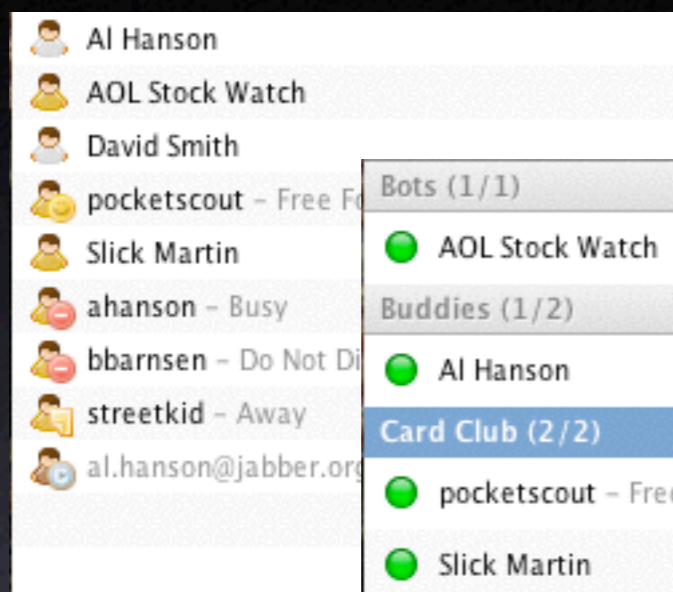 Al Hanson
AOL Stock Watch
David Smith
pocketscout – Free
Slick Martin
ahanson – Busy
bbarnsen – Do Not
streetkid – Away
al.hanson@jabber.org
Bots (1/1)
AOL Stock Watch
Buddies (1/2)
Al Hanson
Card Club (2/2)
pocketscout – Free
Slick Martin